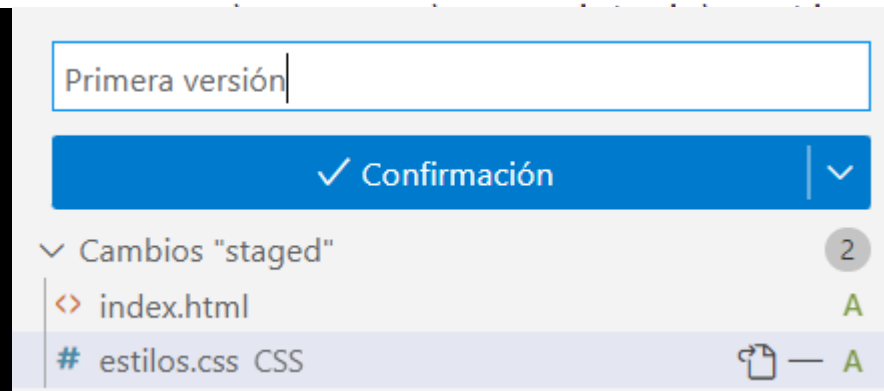 Primera versión
Confirmación
Cambios "staged" 2
<> index.html A
# estilos.css CSS A